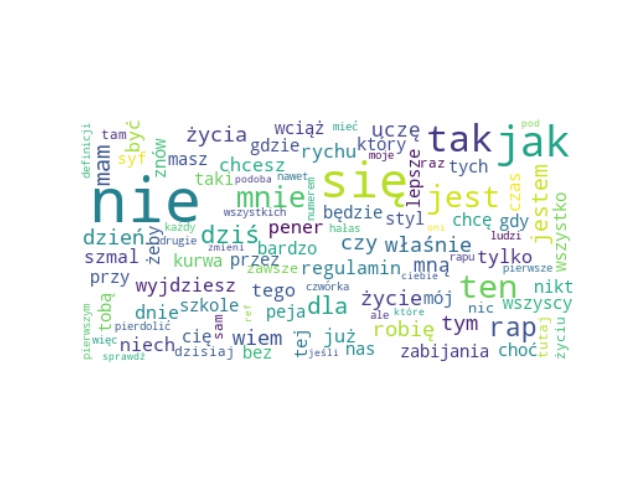 definicji
tam
być
życia
wciąż
mieć
uczę
tak
jak
pod
syf
mam
znów
masz
gdzie
rychu
który
moje
chcesz
lepsze
raz
tych
nie
taki
podoba
nawet
mnie
numerem
się
jest
czas
jestem
wszystkich
każdy
drugie
dzień
żeby
dziś
zmieni
pener
hałas
będzie
styl
oni
chcę
gdy
ludzi
wszystko
bardzo
czy
właśnie
szmal
kurwa
przez
zawsze
regulamin
mną
rapu
tylko
pierwsze
przy
wyjdziesz
tego
czwórka
ciebie
ten
nikt
wszyscy
pierwszym
tobą
dnie
szkole
ref
peja
dla
życie
mój
nic
ale
które
pierdolić
cię
sam
wiem
tej
już
robię
tym
rap
tutaj
życiu
więc
niech
sprawdź
dzisiaj
bez
jeśli
nas
zabijania
choć